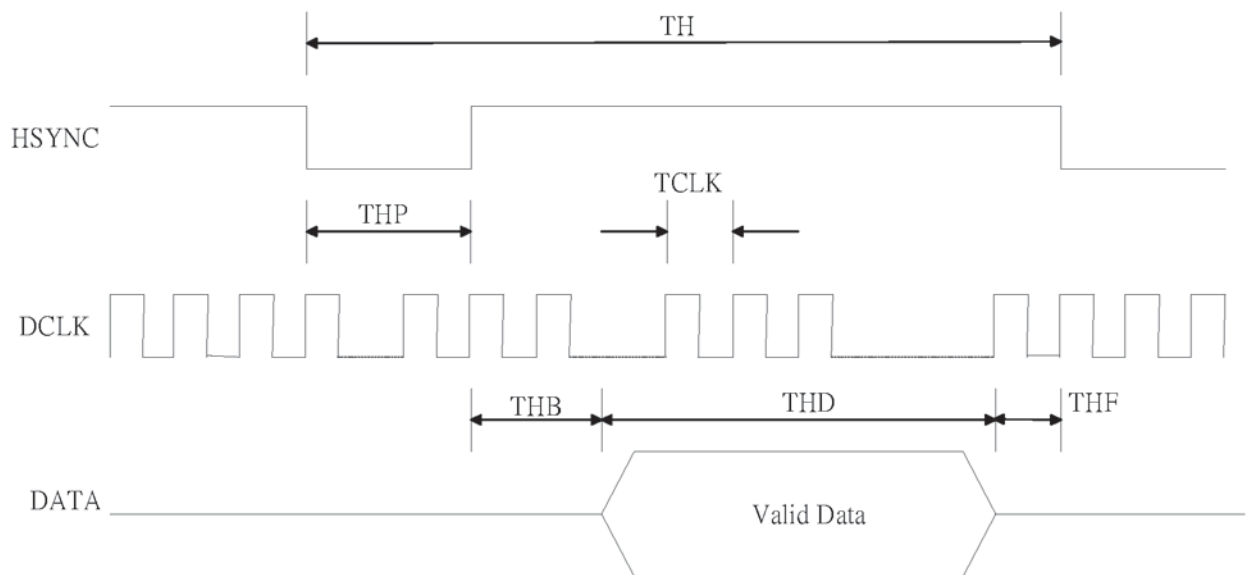 TH
HSYNC
TCLK
THP
DCLK
THB
THD
THF
DATA
Valid Data